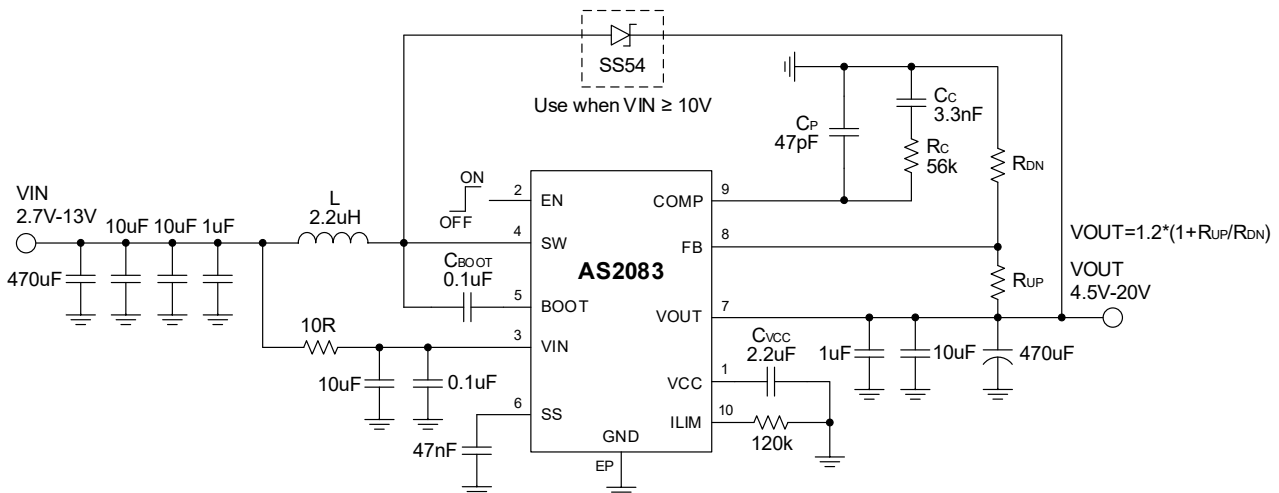 SS54
Use when VIN ≥ 10V
CP
47pF
CC
3.3nF
RC
56k
RDN
VIN
2.7V-13V
470uF
10uF
10uF
1uF
L
2.2uH
ON
OFF
2
EN
4
SW
CBOOT
0.1uF
5
BOOT
10R
3
VIN
10uF
0.1uF
6
SS
47nF
AS2083
GND
EP
COMP
9
FB
8
VOUT
7
VCC
1
ILIM
10
CVCC
2.2uF
120k
RUP
VOUT=1.2*(1+RUP/RDN)
VOUT
4.5V-20V
1uF
10uF
470uF